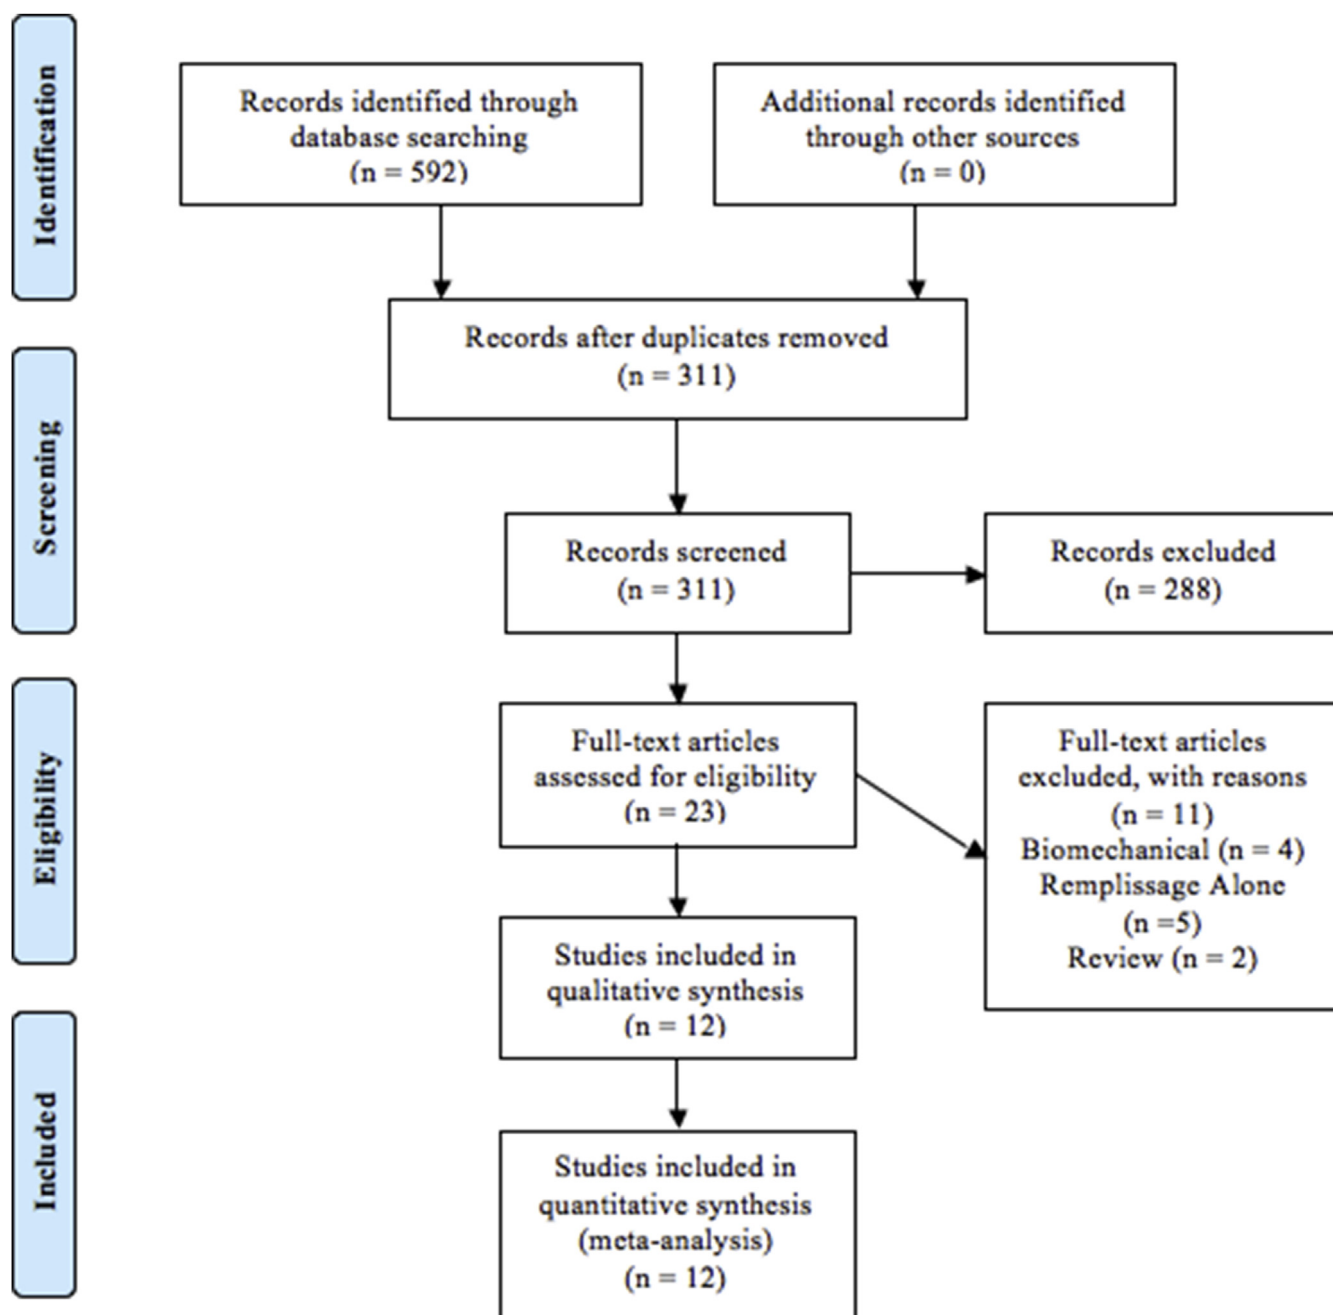 Identification
Records identified through
database searching
(n = 592)
Additional records identified
through other sources
(n = 0)
Records after duplicates removed
(n = 311)
Screening
Records screened
(n = 311)
Records excluded
(n = 288)
Eligibility
Full-text articles
assessed for eligibility
(n = 23)
Full-text articles
excluded, with reasons
(n = 11)
Biomechanical (n = 4)
Remplissage Alone
(n =5)
Review (n = 2)
Studies included in
qualitative synthesis
(n = 12)
Included
Studies included in
quantitative synthesis
(meta-analysis)
(n = 12)